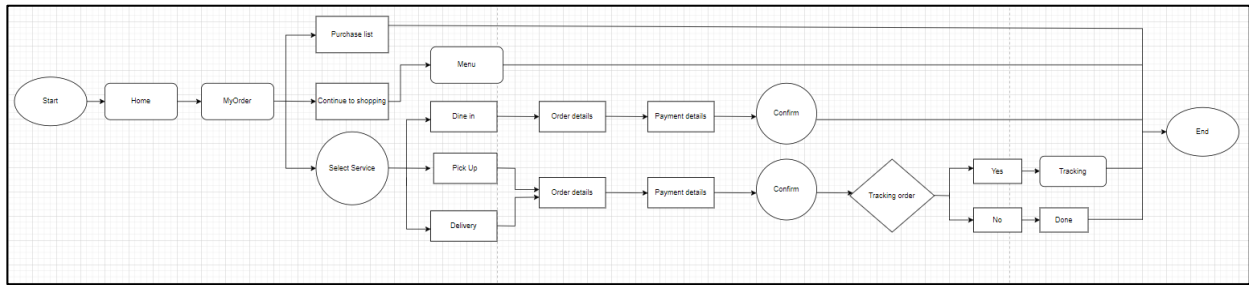 Purchase list
Menu
Start
Home
MyOrder
Continue to shopping
Dine in
Order details
Payment details
Confirm
End
Select Service
Pick Up
Order details
Payment details
Confirm
Tracking order
Yes
Tracking
Delivery
No
Done